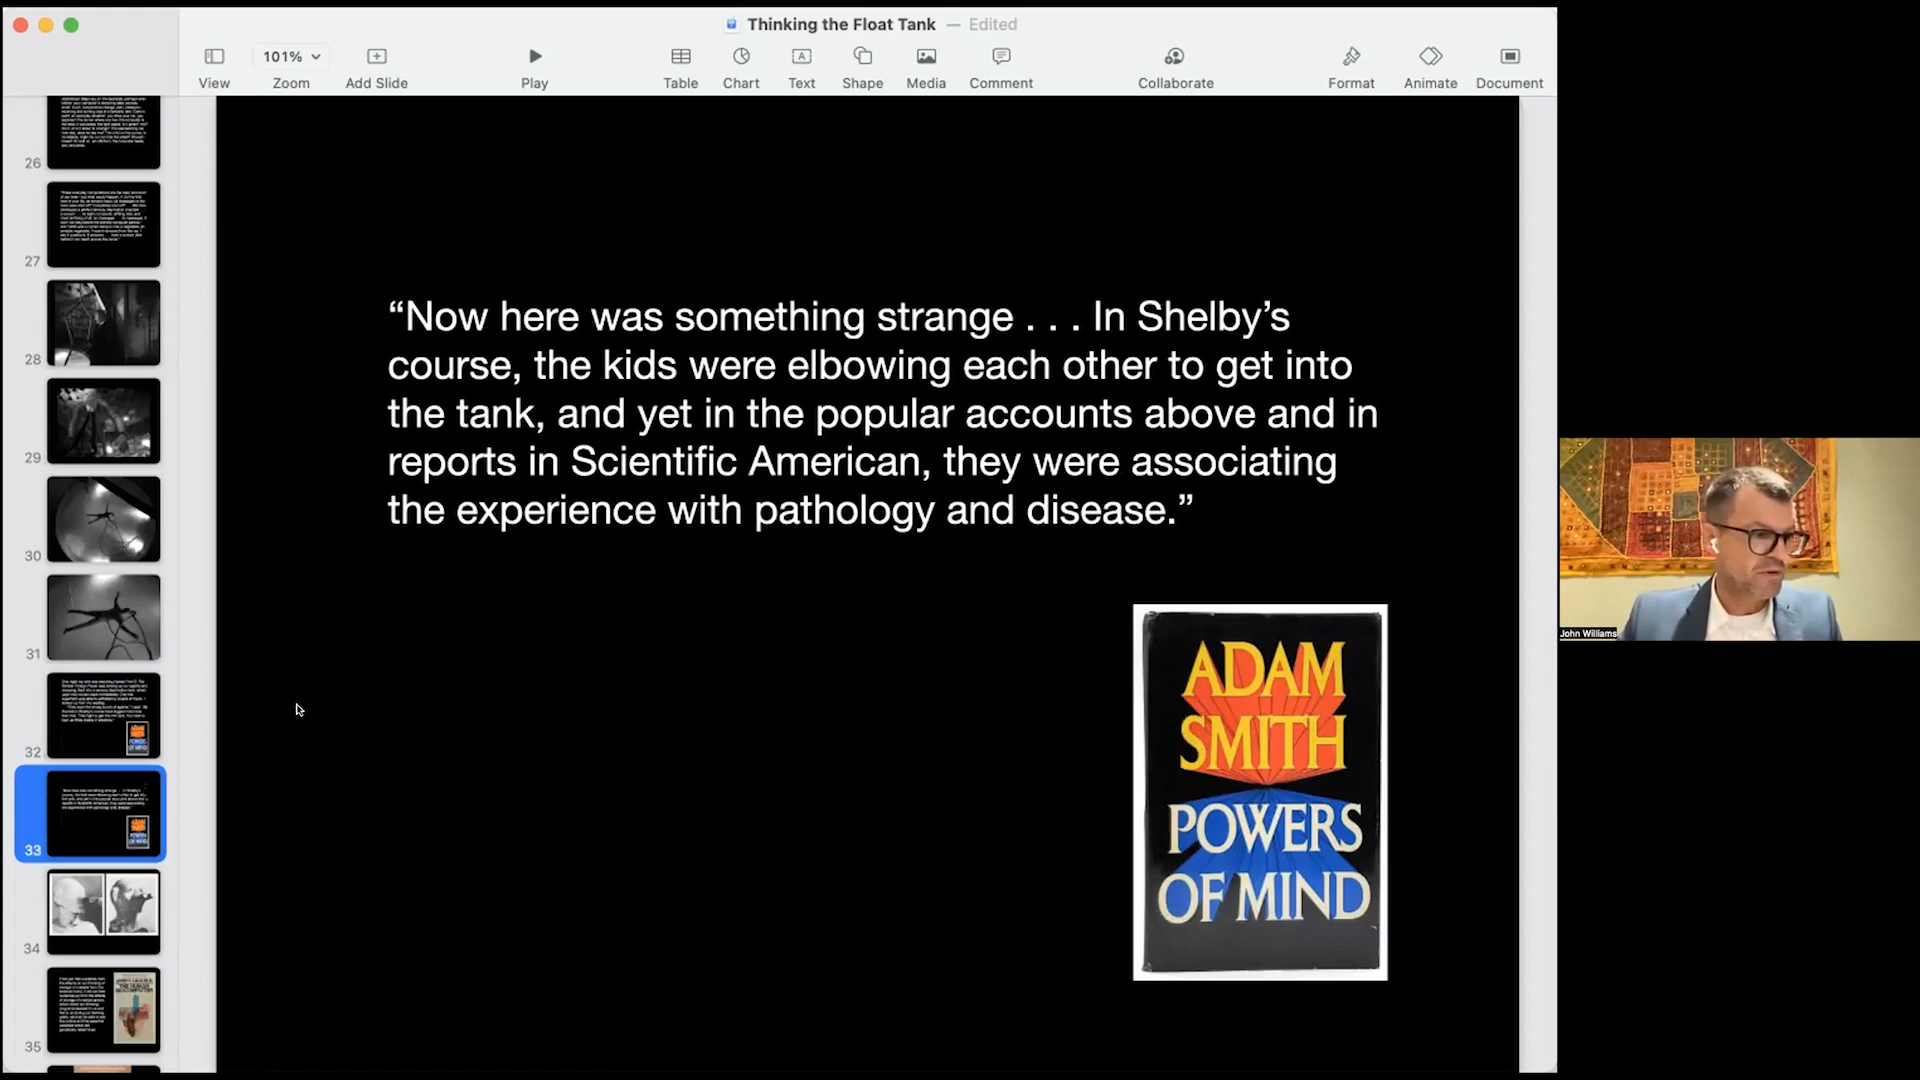 Thinking the Float Tank — Edited
101%
View
Zoom
Add Slide
Play
Table
Chart
Text
Shape
Media
Comment
Collaborate
Format
Animate
Document
26
27
28
29
30
31
32
33
34
35
“Now here was something strange . . . In Shelby’s
course, the kids were elbowing each other to get into
the tank, and yet in the popular accounts above and in
reports in Scientific American, they were associating
the experience with pathology and disease.”
ADAM
SMITH
POWERS
OF MIND
John Williams